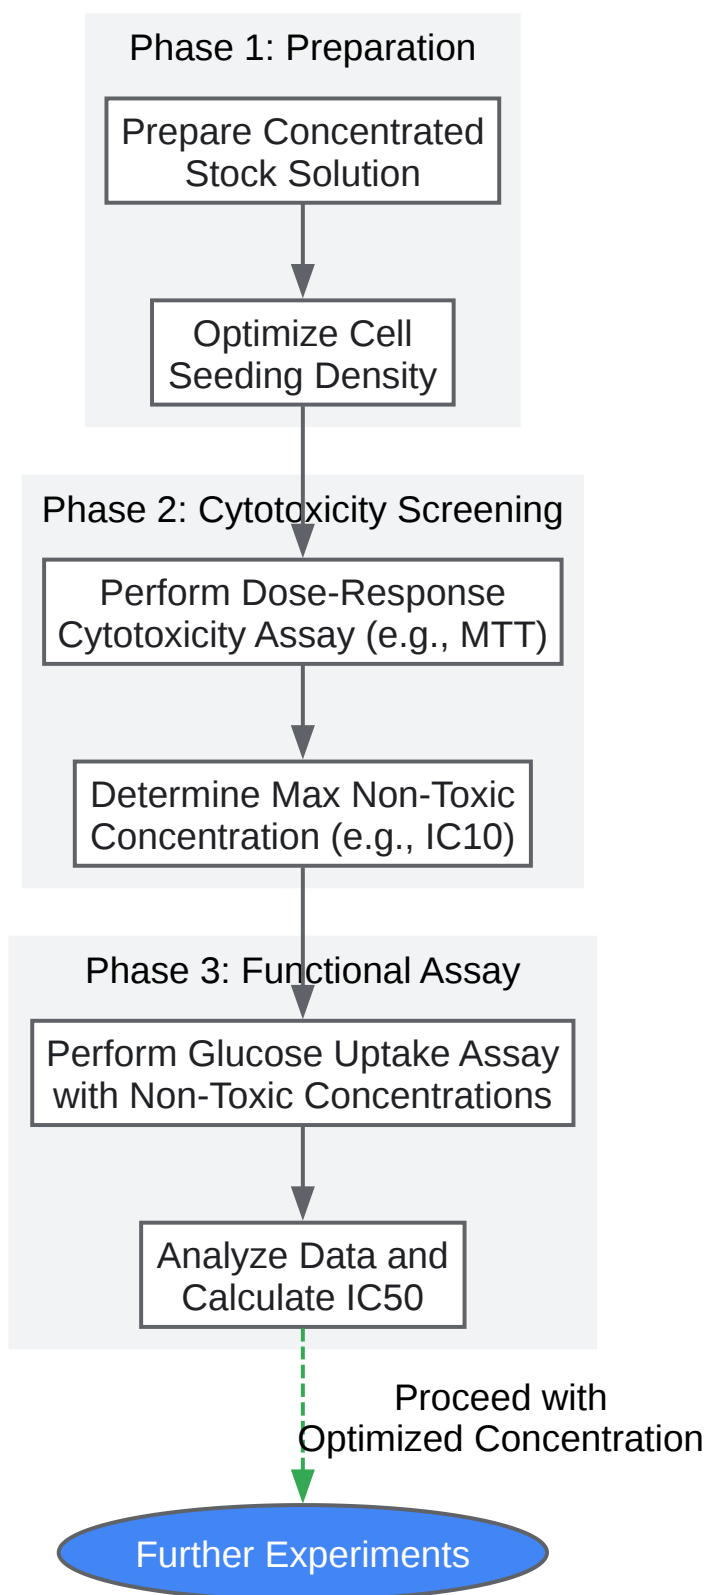 Phase 1: Preparation
Prepare Concentrated
Stock Solution
Optimize Cell
Seeding Density
Phase 2: Cytotoxicity Screening
Perform Dose-Response
Cytotoxicity Assay (e.g., MTT)
Determine Max Non-Toxic
Concentration (e.g., IC10)
Phase 3: Functional Assay
Perform Glucose Uptake Assay
with Non-Toxic Concentrations
Analyze Data and
Calculate IC50
Proceed with
Optimized Concentration
Further Experiments